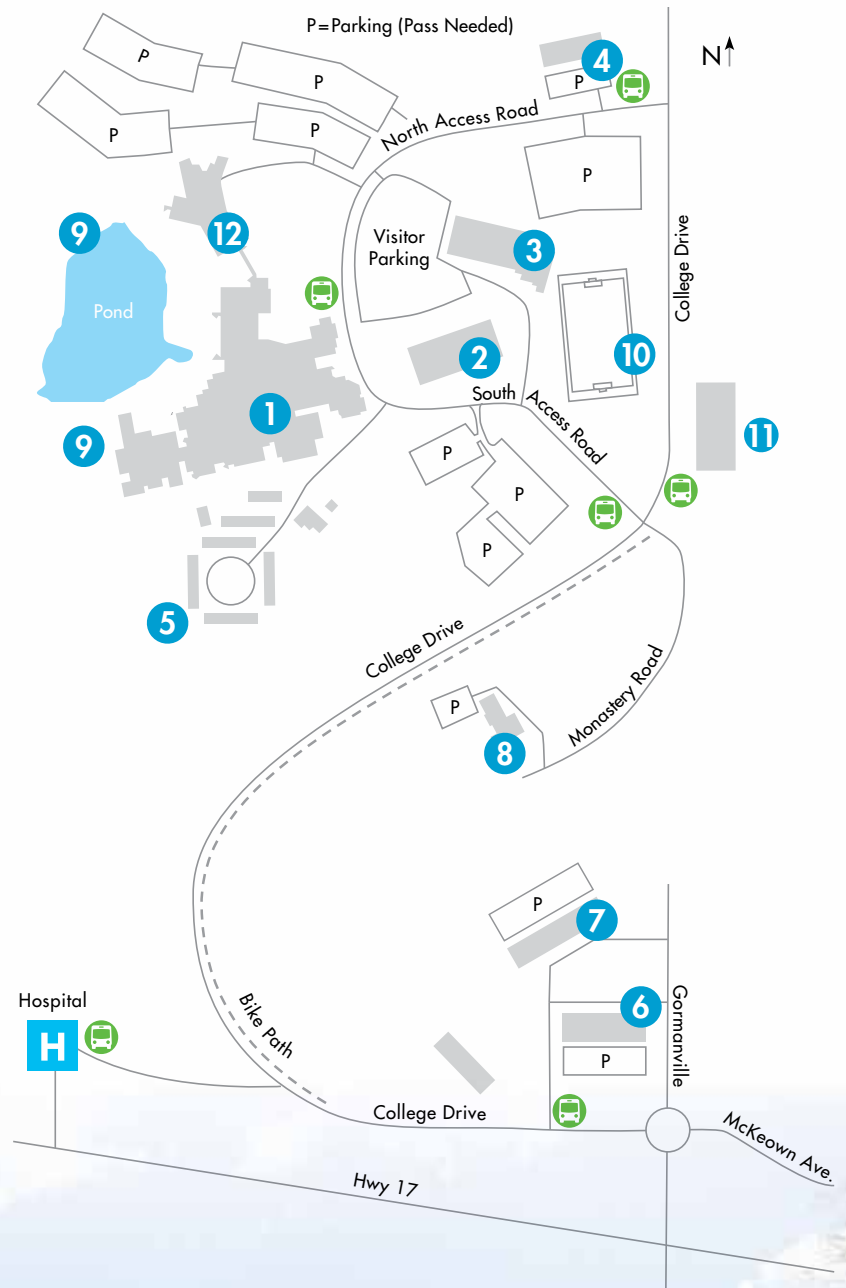 P=Parking (Pass Needed)
N
P
P
P
P
4
P
North Access Road
P
College Drive
9
12
Visitor
Parking
3
Pond
2
10
South
Access Road
1
11
9
P
P
P
5
College Drive
Monastery Road
P
8
P
7
Gormanville
6
P
Hospital
H
Bike Path
College Drive
McKeown Ave.
Hwy 17